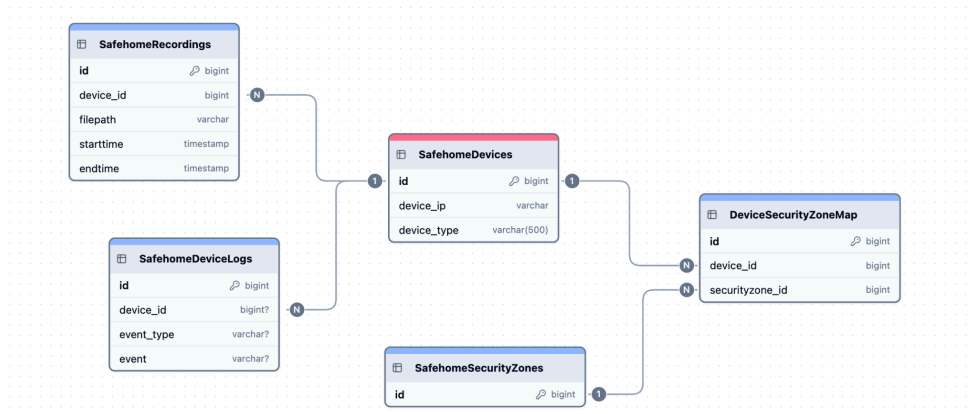 SafehomeRecordings
id bigint
device_id bigint
N
filepath varchar
starttime timestamp
endtime timestamp
SafehomeDevices
id bigint
1
1
device_ip varchar
device_type varchar(500)
DeviceSecurityZoneMap
id bigint
N
device_id bigint
N
securityzone_id bigint
SafehomeDeviceLogs
id bigint
device_id bigint?
N
event_type varchar?
event varchar?
SafehomeSecurityZones
id bigint
1